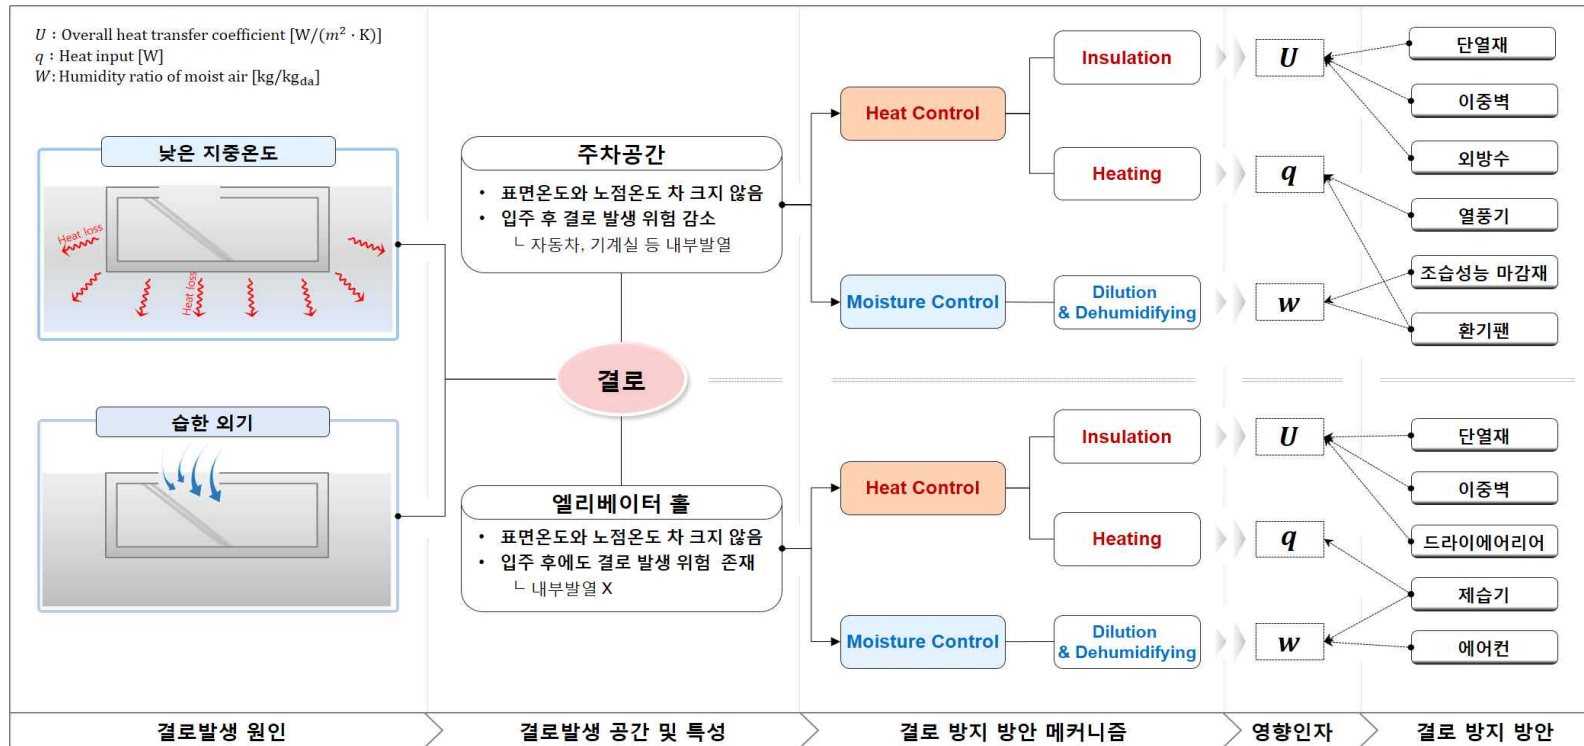 U : Overall heat transfer coefficient [W/(m² · K)]
q : Heat input [W]
W: Humidity ratio of moist air [kg/kg_da]
낮은 지중온도
Heat loss
Heat loss
습한 외기
주차공간
• 표면온도와 노점온도 차 크지 않음
• 입주 후 결로 발생 위험 감소
└ 자동차, 기계실 등 내부발열
결로
엘리베이터 홀
• 표면온도와 노점온도 차 크지 않음
• 입주 후에도 결로 발생 위험 존재
└ 내부발열 X
Heat Control
Insulation
Heating
Moisture Control
Dilution
& Dehumidifying
U
q
w
단열재
이중벽
외방수
열풍기
조습성능 마감재
환기팬
Heat Control
Insulation
Heating
Moisture Control
Dilution
& Dehumidifying
U
q
w
단열재
이중벽
드라이에어리어
제습기
에어컨
결로발생 원인
결로발생 공간 및 특성
결로 방지 방안 메커니즘
영향인자
결로 방지 방안